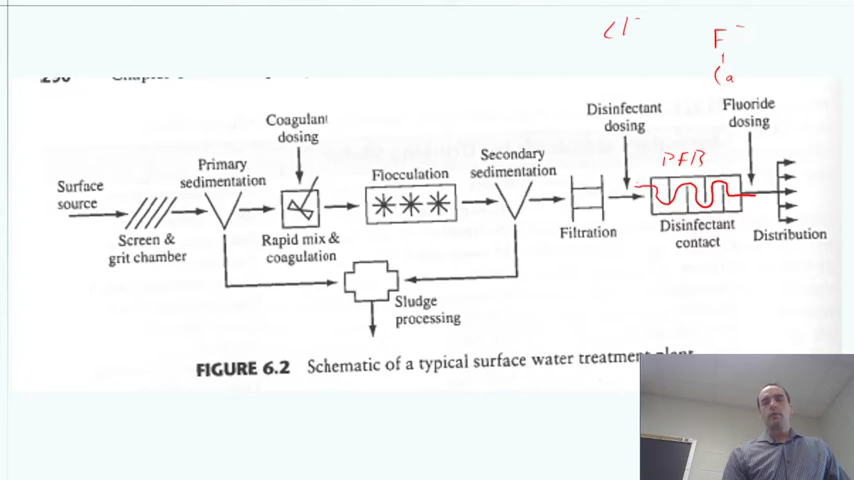 Cl-
F-
Ca
Coagulant
dosing
Disinfectant
dosing
Fluoride
dosing
Primary
sedimentation
Flocculation
Secondary
sedimentation
PFR
Surface
source
Screen &
grit chamber
Rapid mix &
coagulation
Filtration
Disinfectant
contact
Distribution
Sludge
processing
FIGURE 6.2 Schematic of a typical surface water treatment